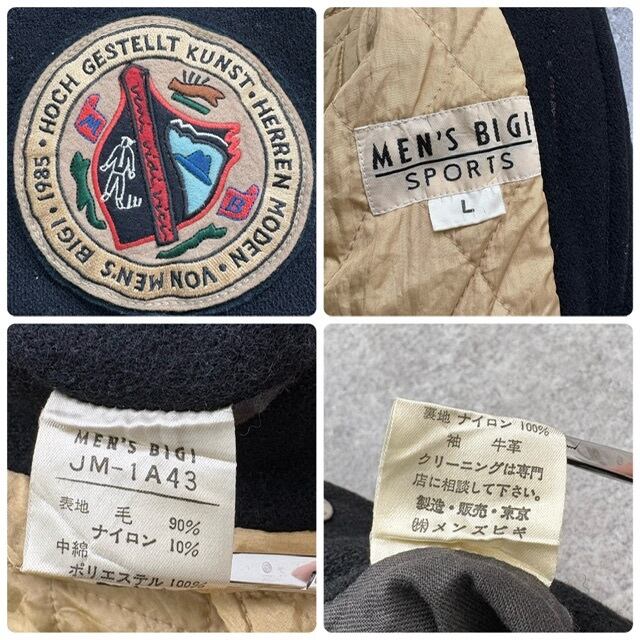 1985 · HOCH GESTELLT KUNST · HERREN MODEN · VON MEN'S BIGI ·
M
B
MEN'S BIGI
SPORTS
L
MEN'S BIGI
JM-1A43
表地 毛 90%
ナイロン 10%
中綿
ポリエステル 100%
裏地 ナイロン 100%
袖 牛革
クリーニングは専門
店に相談して下さい。
製造・販売・東京
㈱メンズビギ